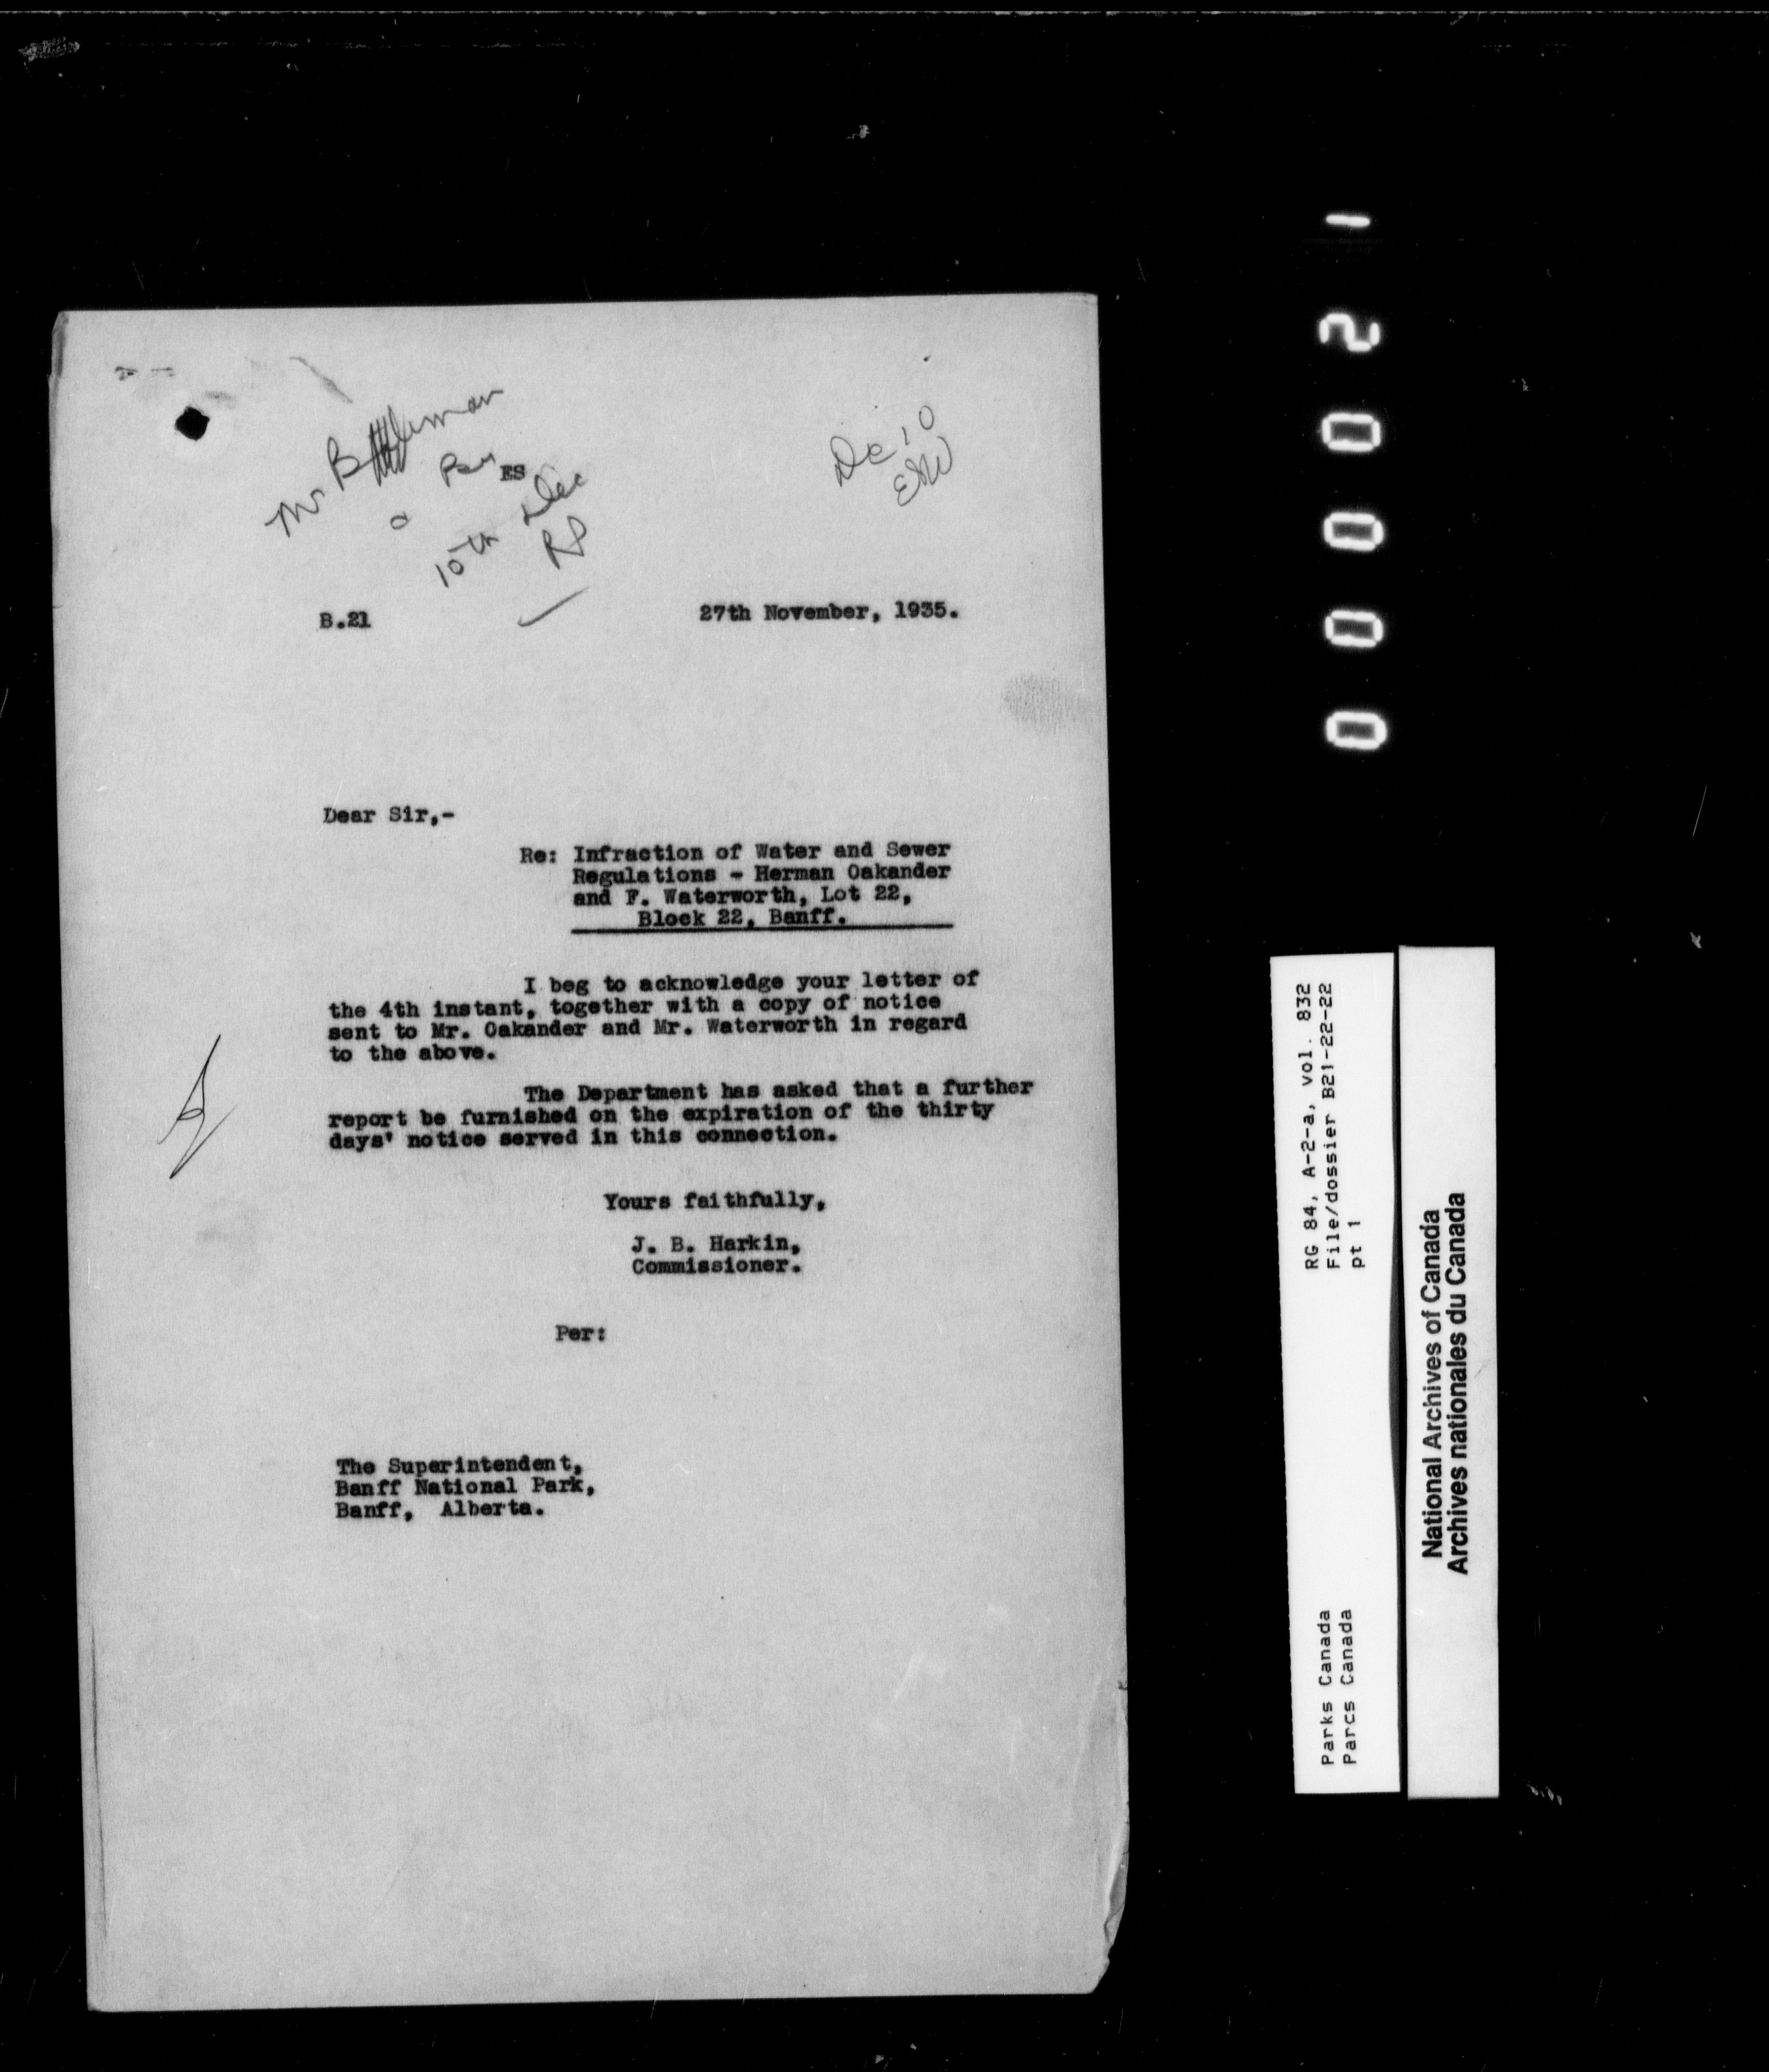 Mr
ES
10th Dec
De 10
B.21
27th November, 1935.
Dear Sir,-
Re: Infraction of Water and Sewer
Regulations - Herman Oakander
and F. Waterworth, Lot 22,
Block 22, Banff.
I beg to acknowledge your letter of
the 4th instant, together with a copy of notice
sent to Mr. Oakander and Mr. Waterworth in regard
to the above.
The Department has asked that a further
report be furnished on the expiration of the thirty
days' notice served in this connection.
Yours faithfully,
J. B. Harkin,
Commissioner.
Per:
The Superintendent,
Banff National Park,
Banff, Alberta.
000021
RG 84, A-2-a, vol. 832
File/dossier B21-22-22
pt 1
Parks Canada
Parcs Canada
National Archives of Canada
Archives nationales du Canada